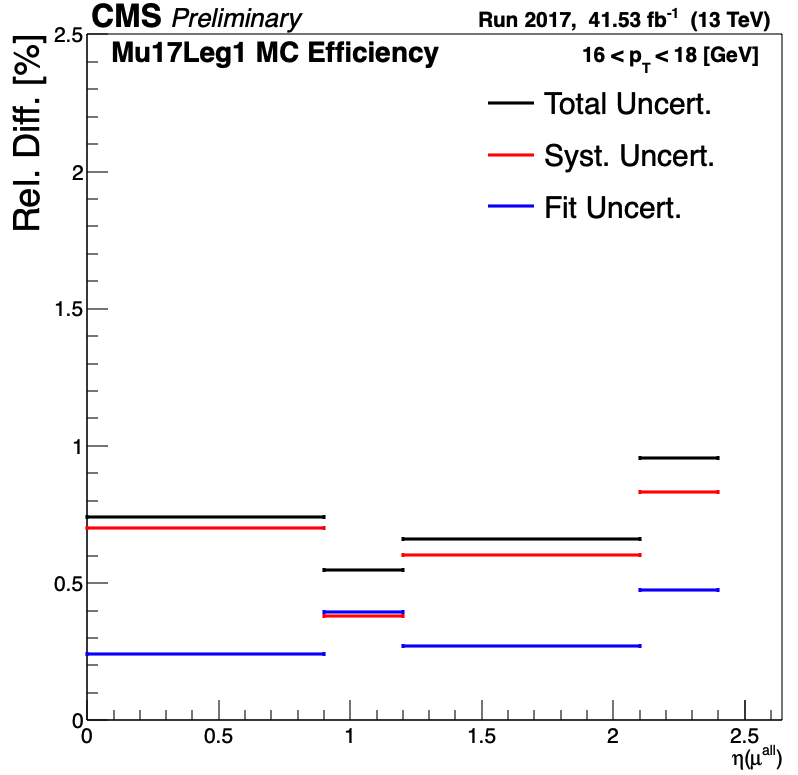 CMS Preliminary
Run 2017, 41.53 fb⁻¹ (13 TeV)
Mu17Leg1 MC Efficiency
16 < p_T < 18 [GeV]
Total Uncert.
Syst. Uncert.
Fit Uncert.
Rel. Diff. [%]
2.5
2
1.5
1
0.5
0
0 0.5 1 1.5 2 2.5
η(μᵃˡˡ)